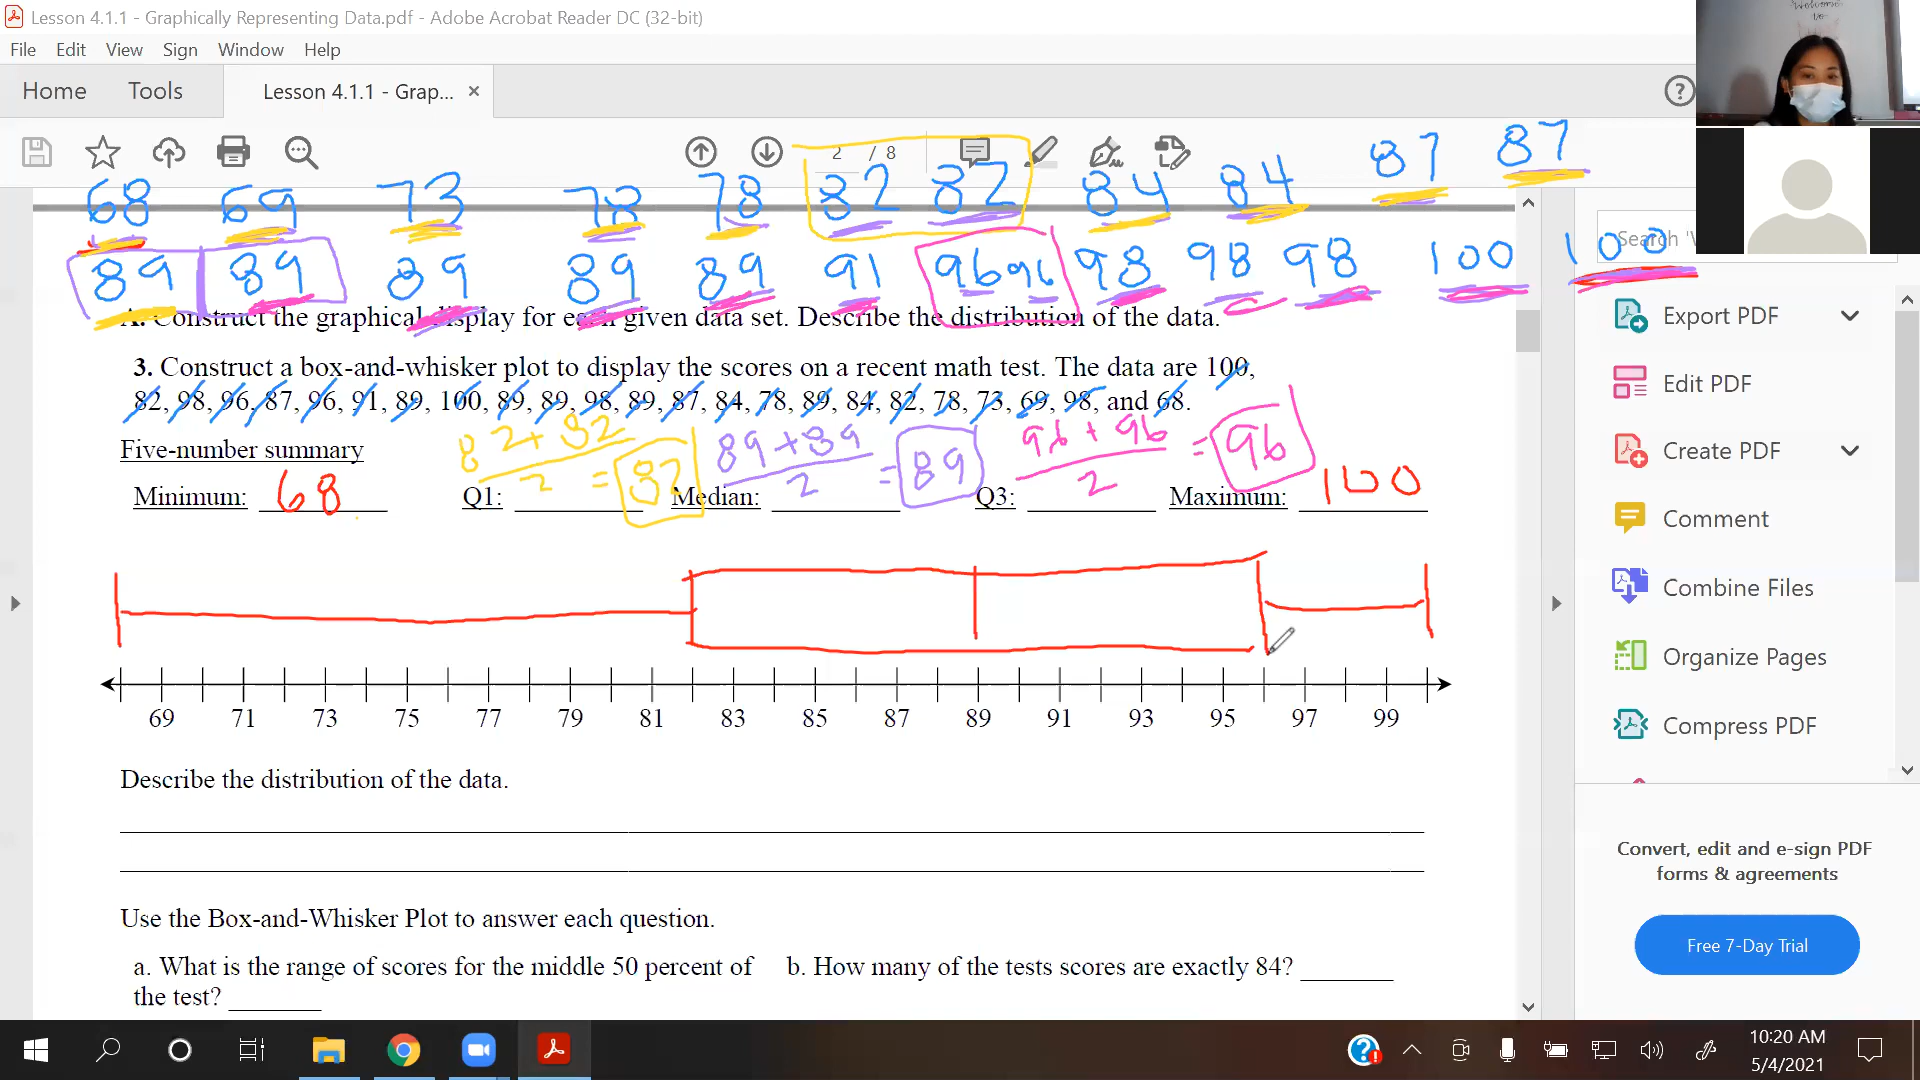 Lesson 4.1.1 - Graphically Representing Data.pdf - Adobe Acrobat Reader DC (32-bit)
File Edit View Sign Window Help
Home Tools Lesson 4.1.1 - Grap... ×
Welcome
to
2 / 8
68 69 73 78 78 82 82 84 84 87 87
89 89 89 89 89 91 96 96 98 98 98 100 100
Search
A. Construct the graphical display for each given data set. Describe the distribution of the data.
3. Construct a box-and-whisker plot to display the scores on a recent math test. The data are 100,
82, 98, 96, 87, 96, 91, 89, 100, 89, 89, 98, 89, 87, 84, 78, 89, 84, 82, 78, 73, 69, 98, and 68.
Five-number summary
82+82/2 = 82 89+89/2 = 89 96+96/2 = 96
Minimum: 68 Q1: Median: Q3: Maximum: 100
69 71 73 75 77 79 81 83 85 87 89 91 93 95 97 99
Describe the distribution of the data.
Use the Box-and-Whisker Plot to answer each question.
a. What is the range of scores for the middle 50 percent of
the test?
b. How many of the tests scores are exactly 84?
Export PDF
Edit PDF
Create PDF
Comment
Combine Files
Organize Pages
Compress PDF
Convert, edit and e-sign PDF
forms & agreements
Free 7-Day Trial
10:20 AM
5/4/2021